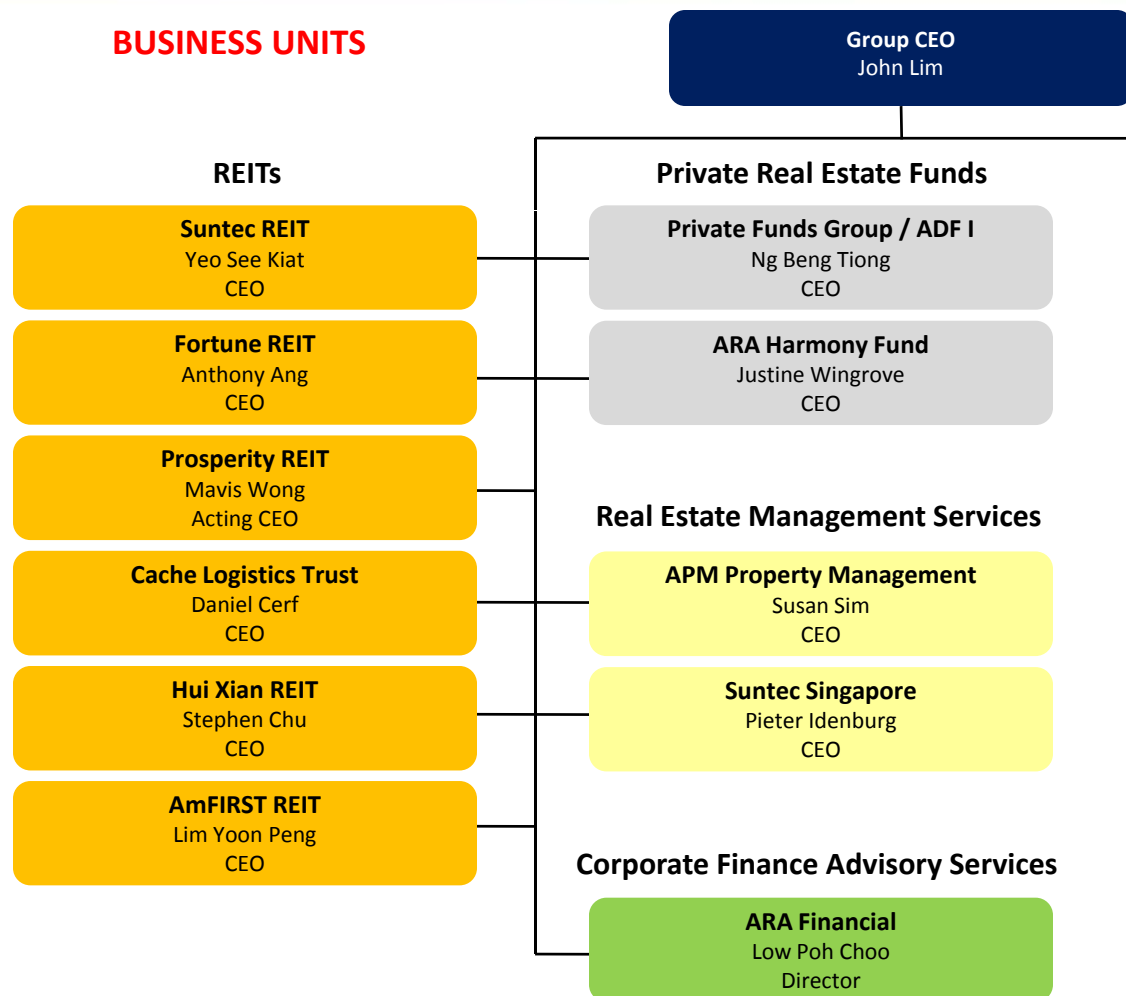 BUSINESS UNITS
Group CEO
John Lim
REITs
Suntec REIT
Yeo See Kiat
CEO
Fortune REIT
Anthony Ang
CEO
Prosperity REIT
Mavis Wong
Acting CEO
Cache Logistics Trust
Daniel Cerf
CEO
Hui Xian REIT
Stephen Chu
CEO
AmFIRST REIT
Lim Yoon Peng
CEO
Private Real Estate Funds
Private Funds Group / ADF I
Ng Beng Tiong
CEO
ARA Harmony Fund
Justine Wingrove
CEO
Real Estate Management Services
APM Property Management
Susan Sim
CEO
Suntec Singapore
Pieter Idenburg
CEO
Corporate Finance Advisory Services
ARA Financial
Low Poh Choo
Director